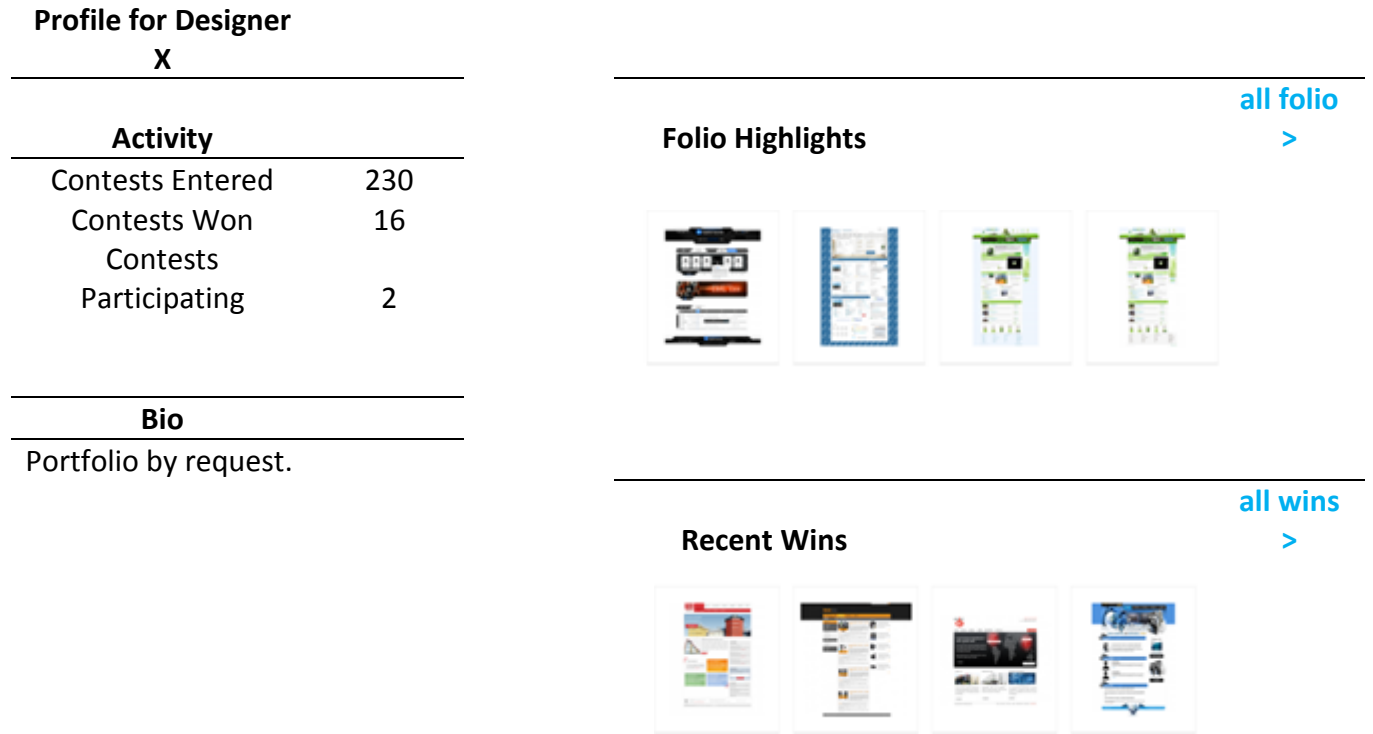 Profile for Designer
X
Activity
Contests Entered 230
Contests Won 16
Contests
Participating 2
Bio
Portfolio by request.
all folio
Folio Highlights >
all wins
Recent Wins >